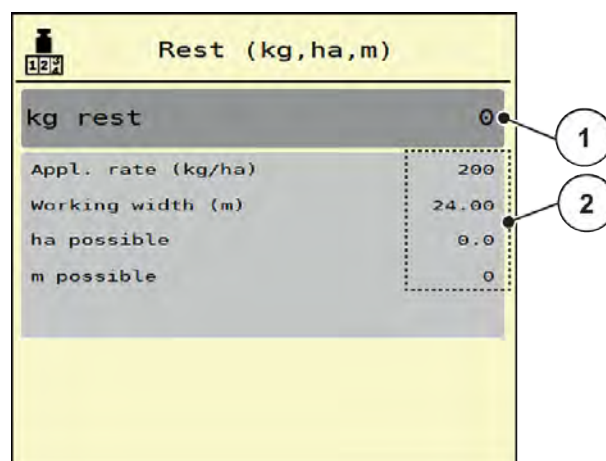 Rest (kg,ha,m)
kg rest 0
1
Appl. rate (kg/ha) 200
Working width (m) 24.00
2
ha possible 0.0
m possible 0